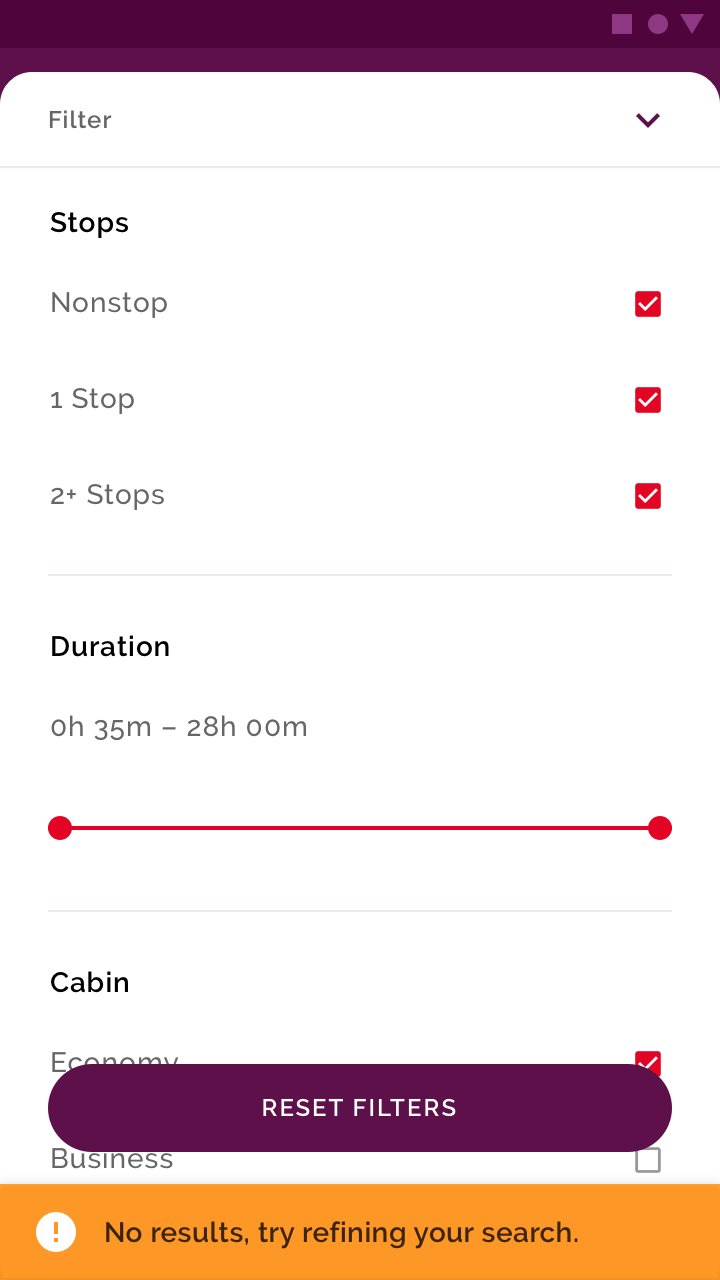 Filter
Stops
Nonstop
1 Stop
2+ Stops
Duration
0h 35m – 28h 00m
Cabin
Economy
RESET FILTERS
Business
No results, try refining your search.